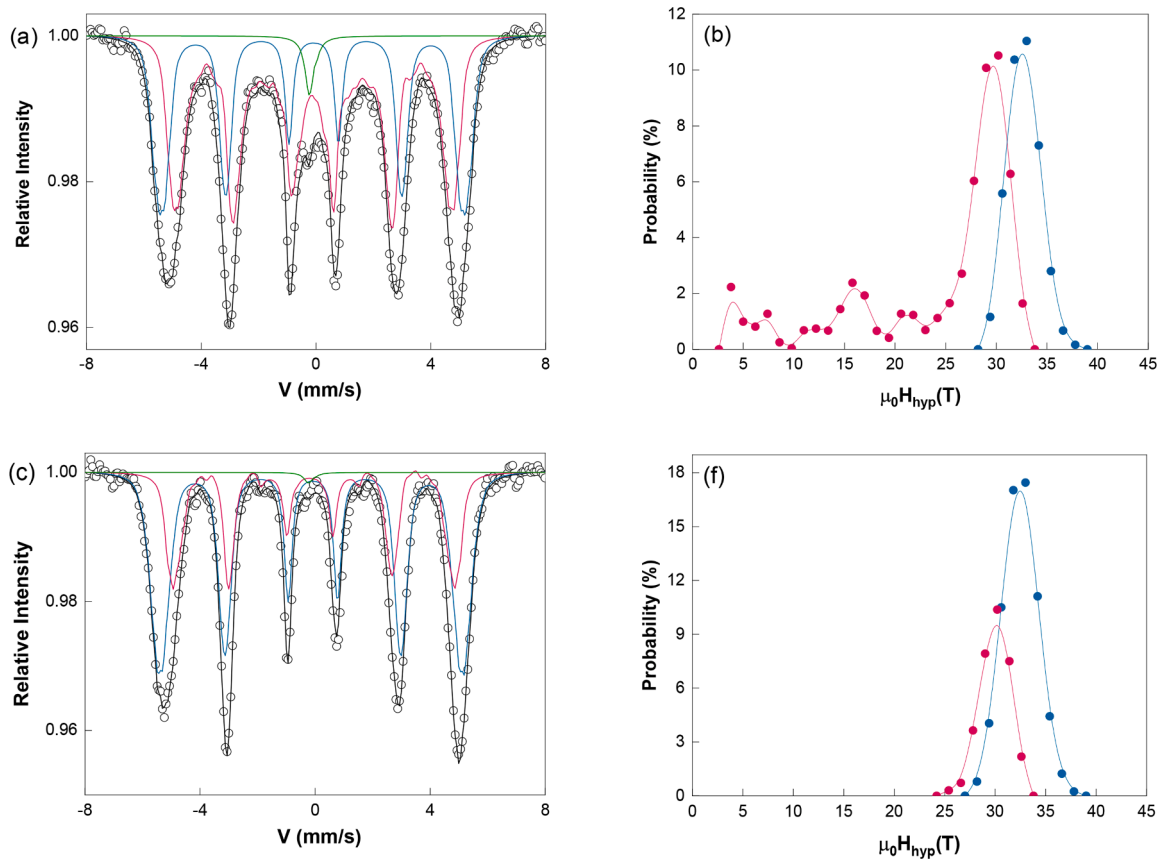 (a)
1.00
0.98
0.96
Relative Intensity
-8 -4 0 4 8
V (mm/s)
(b)
12
10
8
6
4
2
0
Probability (%)
0 5 10 15 20 25 30 35 40 45
μ₀H_hyp(T)
(c)
1.00
0.98
0.96
Relative Intensity
-8 -4 0 4 8
V (mm/s)
(f)
18
15
12
9
6
3
0
Probability (%)
0 5 10 15 20 25 30 35 40 45
μ₀H_hyp(T)